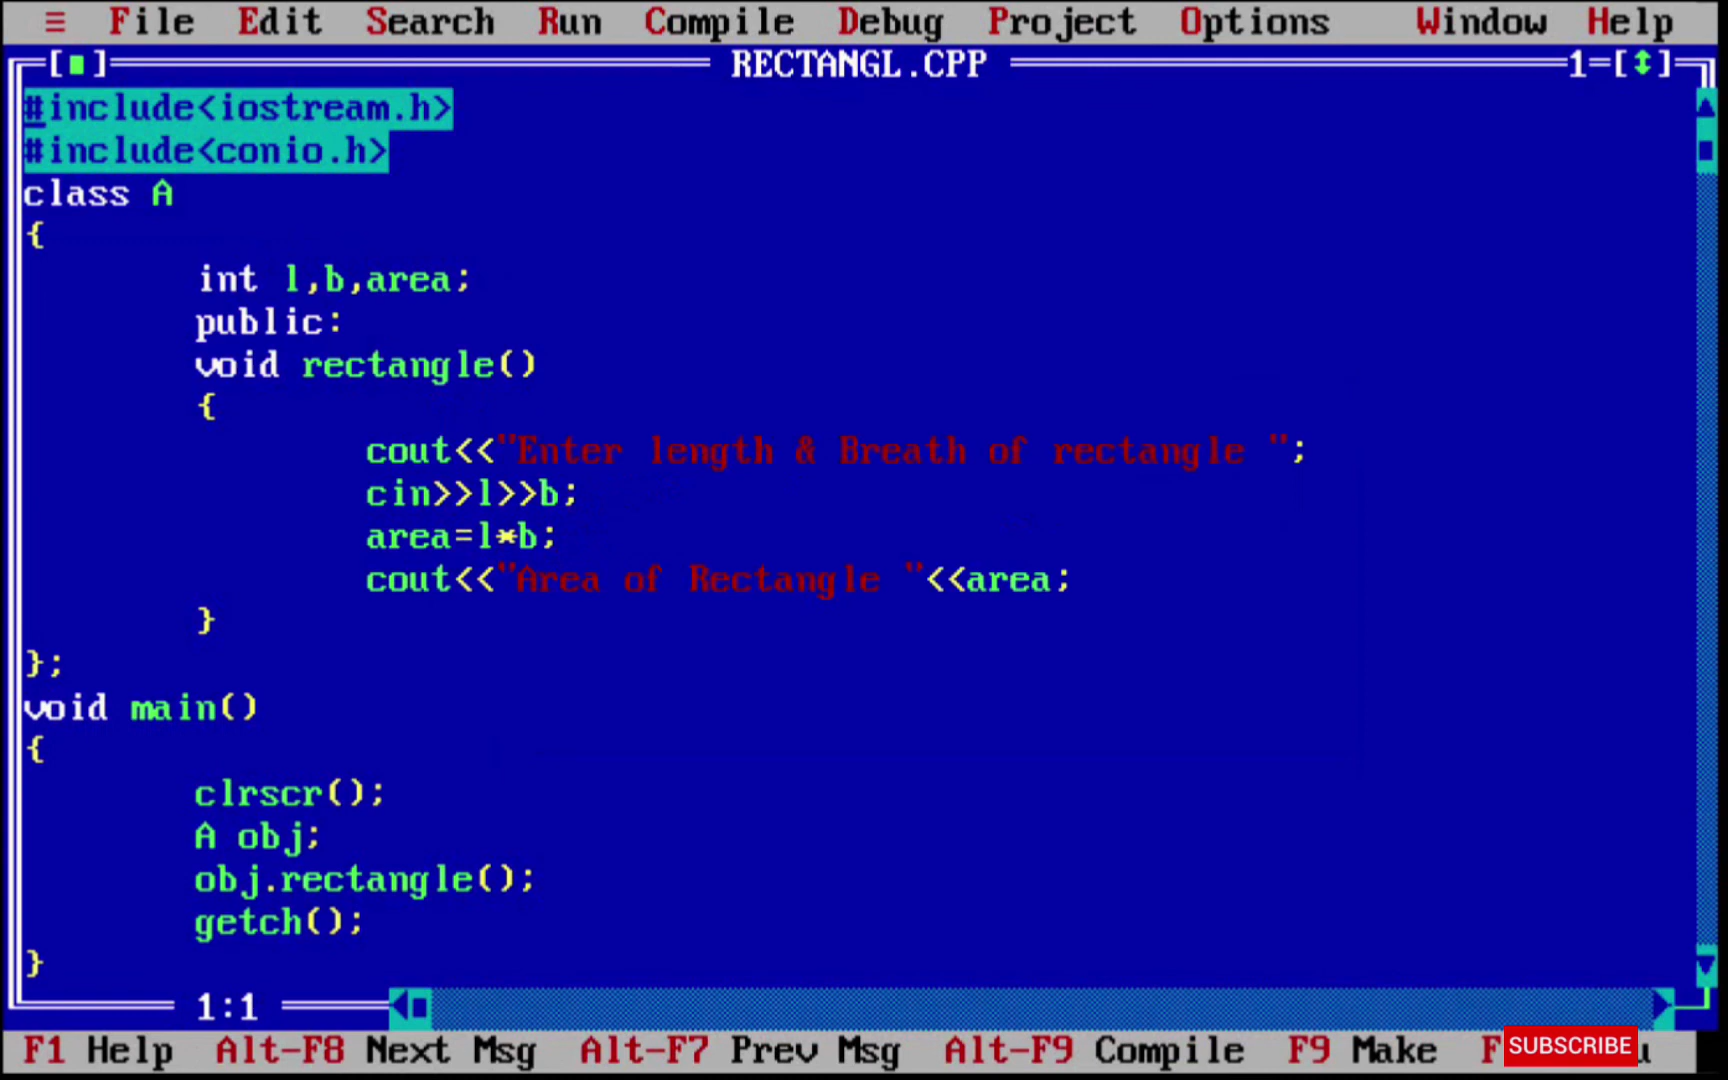 ≡ File Edit Search Run Compile Debug Project Options Window Help
[■] RECTANGL.CPP 1=[↕]
#include<iostream.h>
#include<conio.h>
class A
{
int l,b,area;
public:
void rectangle()
{
cout<<"Enter length & Breath of rectangle ";
cin>>l>>b;
area=l*b;
cout<<"Area of Rectangle "<<area;
}
};
void main()
{
clrscr();
A obj;
obj.rectangle();
getch();
}
1:1
F1 Help Alt-F8 Next Msg Alt-F7 Prev Msg Alt-F9 Compile F9 Make F SUBSCRIBE u